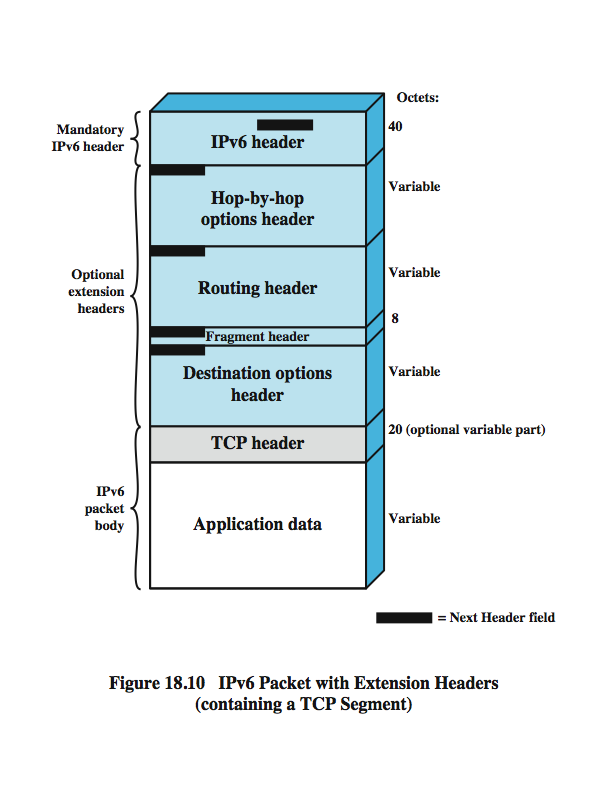 Octets:
Mandatory
IPv6 header
IPv6 header
40
Hop-by-hop
options header
Variable
Optional
extension
headers
Routing header
Variable
Fragment header
8
Destination options
header
Variable
TCP header
20 (optional variable part)
IPv6
packet
body
Application data
Variable
= Next Header field
Figure 18.10 IPv6 Packet with Extension Headers
(containing a TCP Segment)